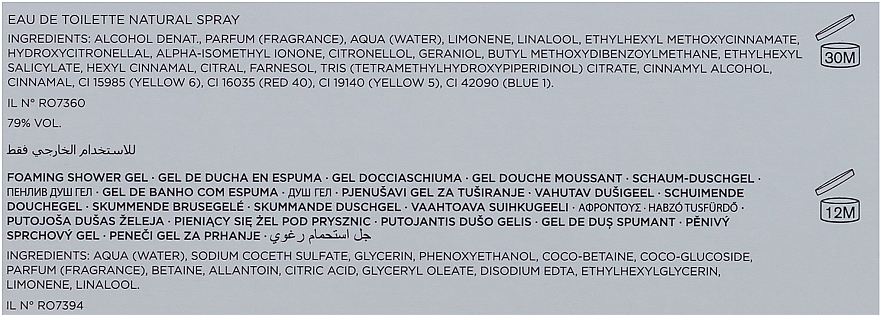 EAU DE TOILETTE NATURAL SPRAY
INGREDIENTS: ALCOHOL DENAT., PARFUM (FRAGRANCE), AQUA (WATER), LIMONENE, LINALOOL, ETHYLHEXYL METHOXYCINNAMATE,
HYDROXYCITRONELLAL, ALPHA-ISOMETHYL IONONE, CITRONELLOL, GERANIOL, BUTYL METHOXYDIBENZOYLMETHANE, ETHYLHEXYL
SALICYLATE, HEXYL CINNAMAL, CITRAL, FARNESOL, TRIS (TETRAMETHYLHYDROXYPIPERIDINOL) CITRATE, CINNAMYL ALCOHOL,
CINNAMAL, CI 15985 (YELLOW 6), CI 16035 (RED 40), CI 19140 (YELLOW 5), CI 42090 (BLUE 1).
30M
IL N° RO7360
79% VOL.
للاستخدام الخارجي فقط
FOAMING SHOWER GEL · GEL DE DUCHA EN ESPUMA · GEL DOCCIASCHIUMA · GEL DOUCHE MOUSSANT · SCHAUM-DUSCHGEL ·
ПЕНЛИВ ДУШ ГЕЛ · GEL DE BANHO COM ESPUMA · ДУШ ГЕЛ · PJENUŠAVI GEL ZA TUŠIRANJE · VAHUTAV DUŠIGEEL · SCHUIMENDE
DOUCHEGEL · SKUMMENDE BRUSEGELÉ · SKUMMANDE DUSCHGEL · VAAHTOAVA SUIHKUGEELI · ΑΦΡΟΝΤΟΥΣ · HABZÓ TUSFÜRDŐ ·
PUTOJOŠA DUŠAS ŽELEJA · PIENIĄCY SIĘ ŻEL POD PRYSZNIC · PUTOJANTIS DUŠO GELIS · GEL DE DUȘ SPUMANT · PĚNIVÝ
SPRCHOVÝ GEL · PENEČI GEL ZA PRHANJE · جل استحمام رغوي
12M
INGREDIENTS: AQUA (WATER), SODIUM COCETH SULFATE, GLYCERIN, PHENOXYETHANOL, COCO-BETAINE, COCO-GLUCOSIDE,
PARFUM (FRAGRANCE), BETAINE, ALLANTOIN, CITRIC ACID, GLYCERYL OLEATE, DISODIUM EDTA, ETHYLHEXYLGLYCERIN,
LIMONENE, LINALOOL.
IL N° RO7394